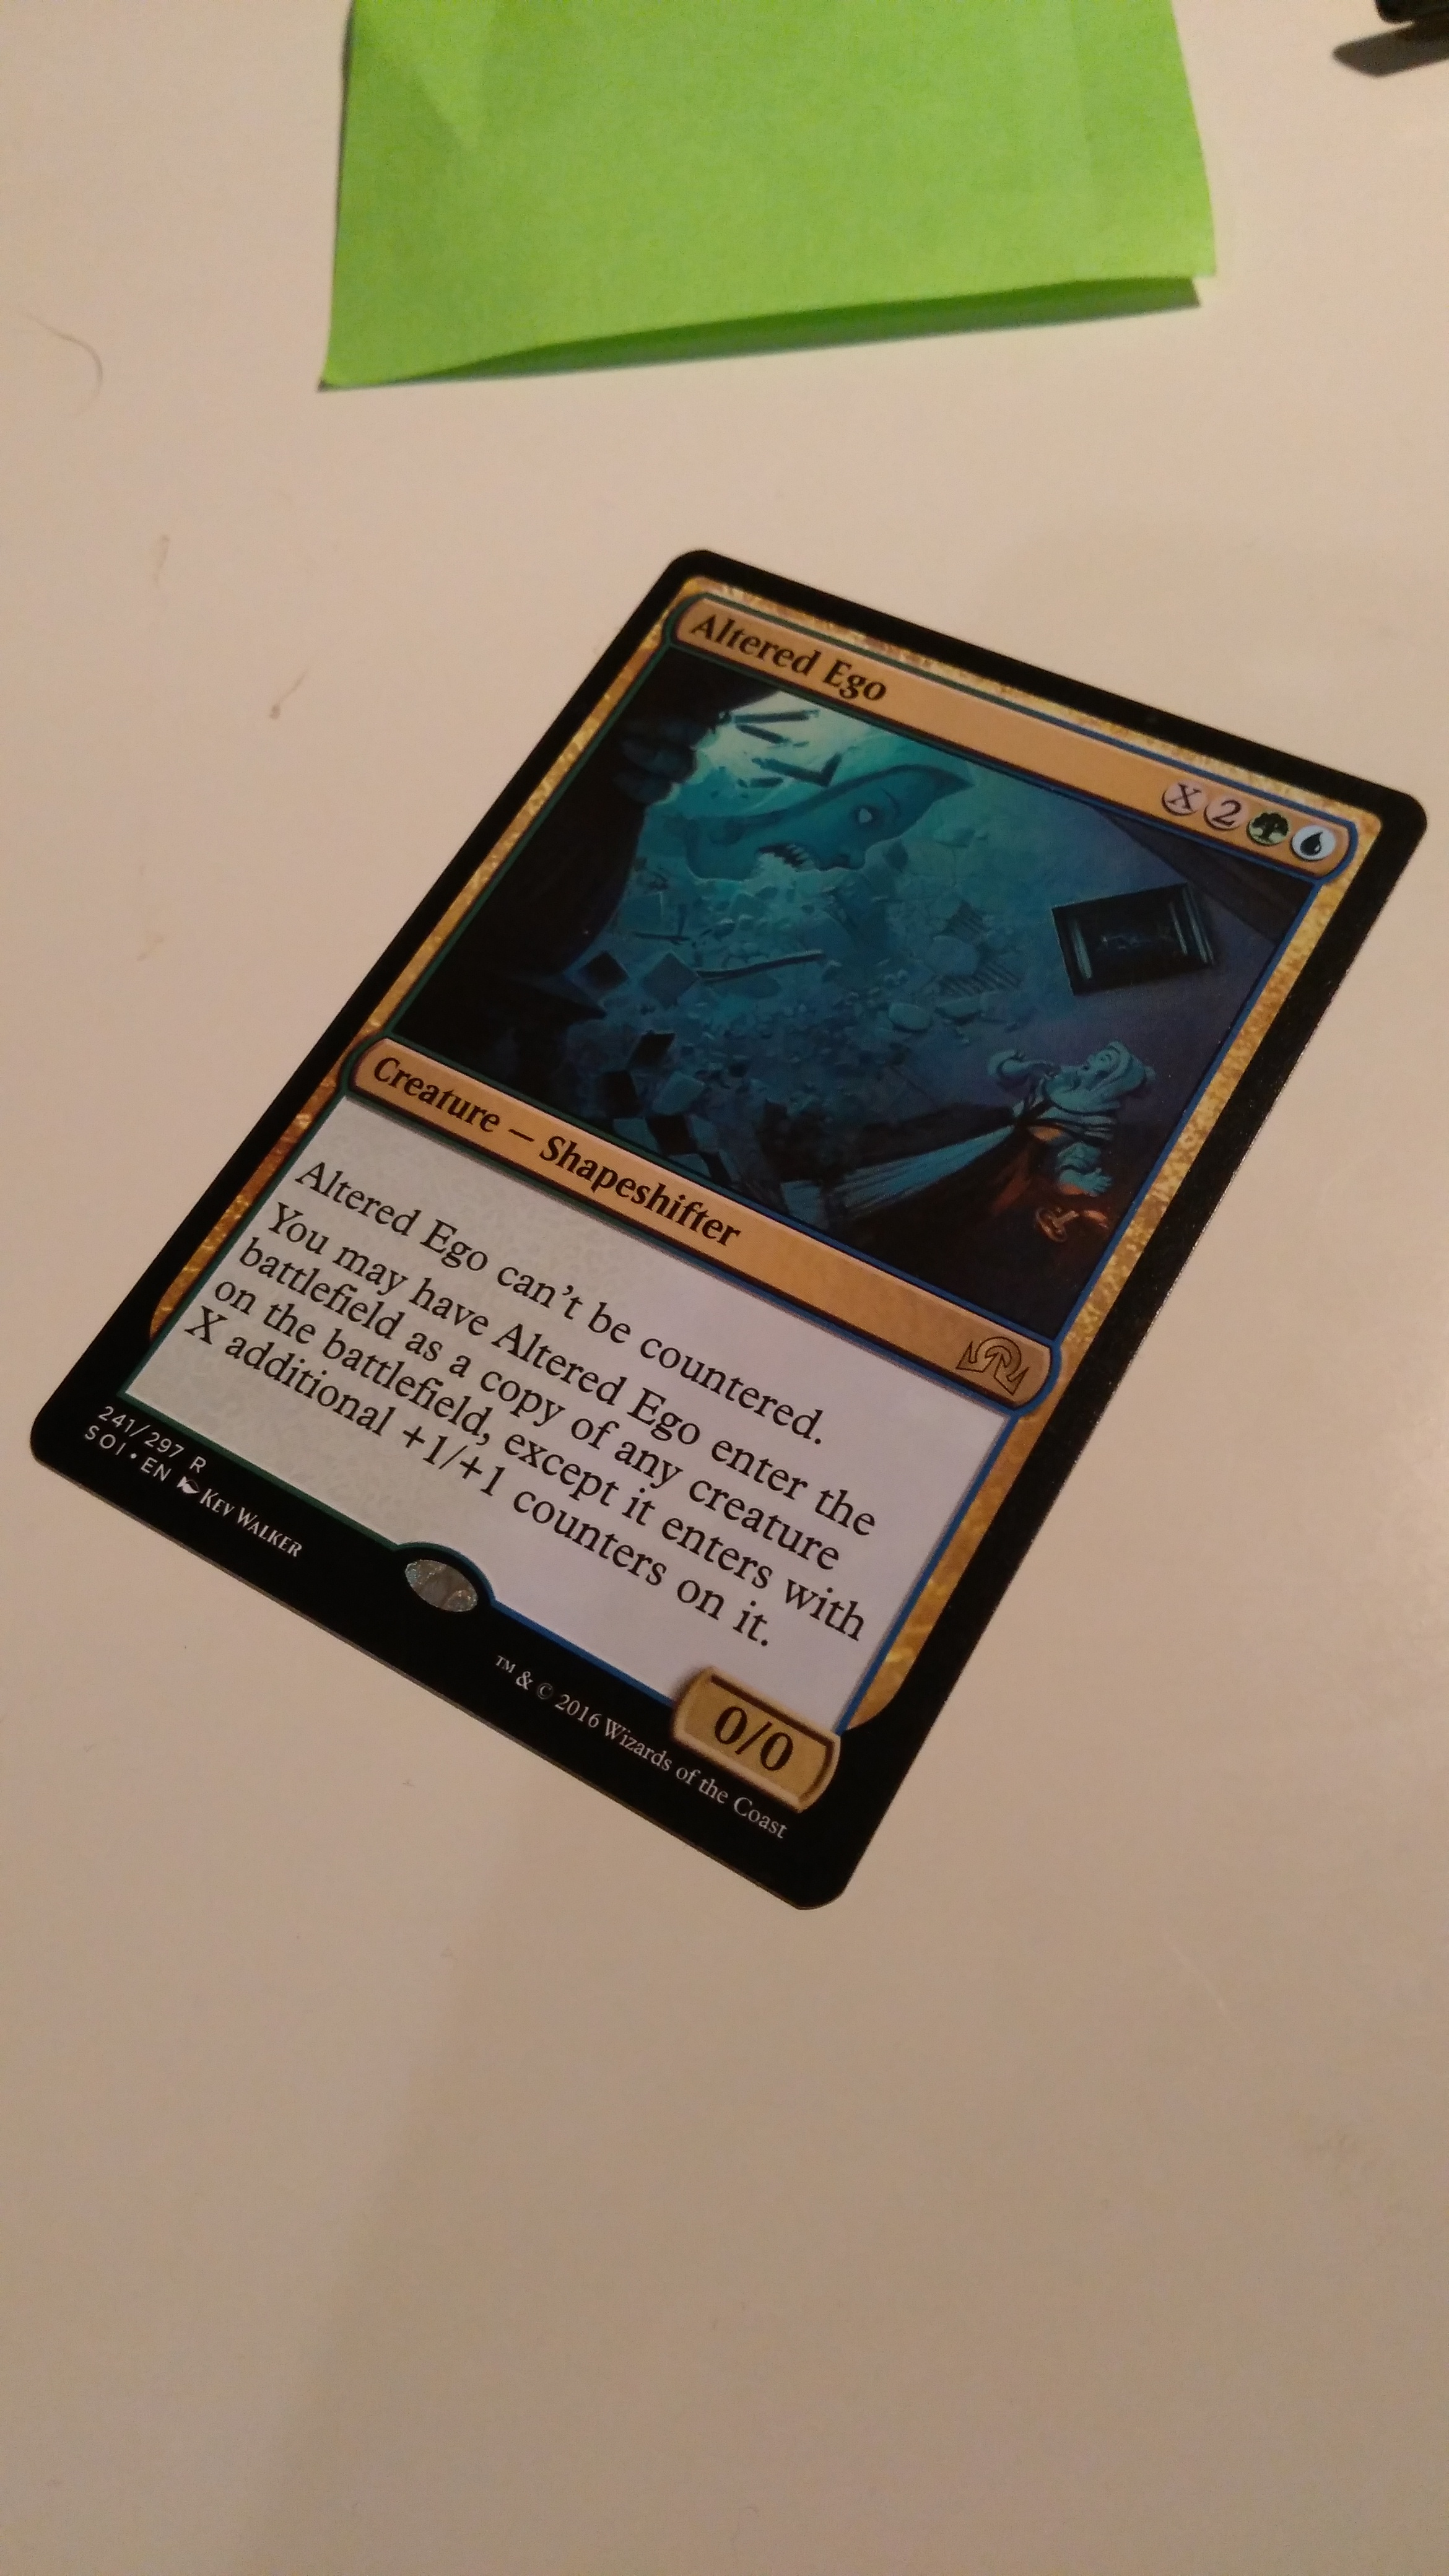 Altered Ego
X 2
Creature — Shapeshifter
Altered Ego can't be countered.
You may have Altered Ego enter the
battlefield as a copy of any creature
on the battlefield, except it enters with
X additional +1/+1 counters on it.
0/0
241/297 R
SOI • EN Kev Walker
™ & © 2016 Wizards of the Coast